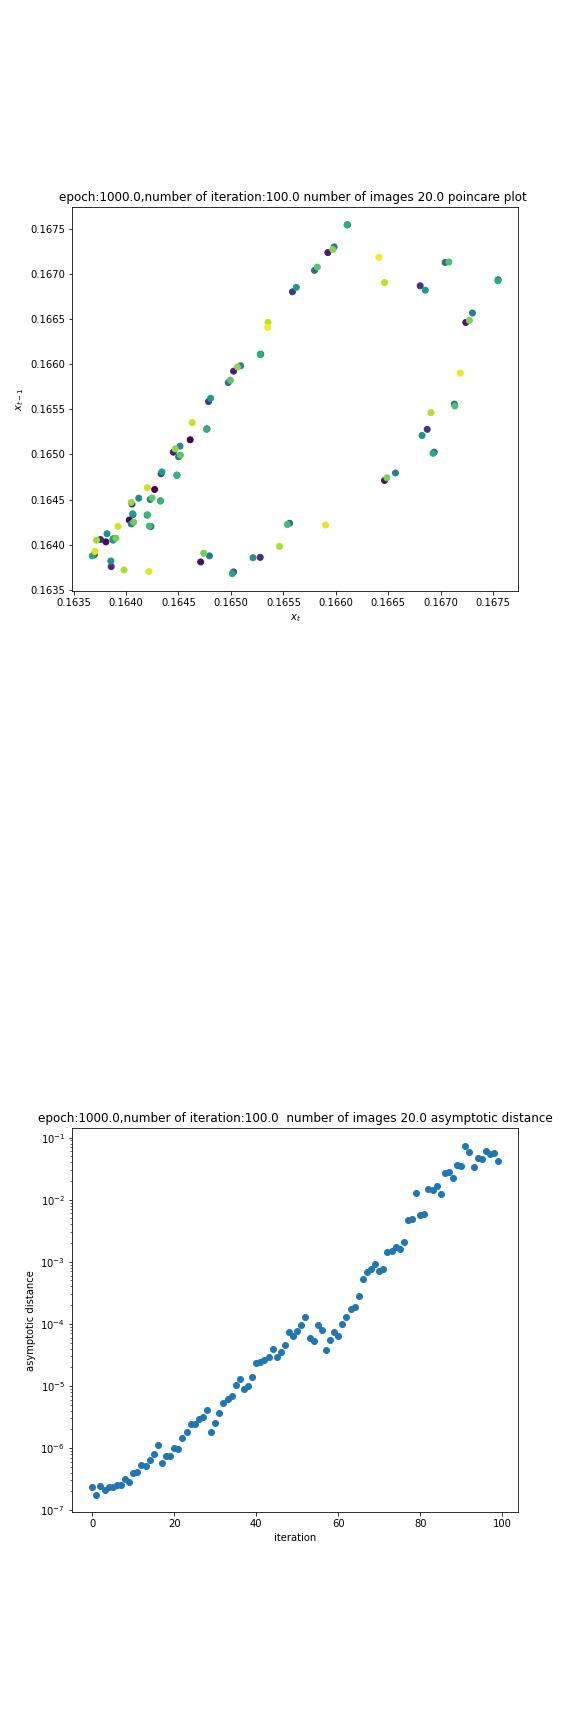 epoch:1000.0,number of iteration:100.0 number of images 20.0 poincare plot
0.1675
0.1670
0.1665
0.1660
0.1655
0.1650
0.1645
0.1640
0.1635
x_{t-1}
0.1635 0.1640 0.1645 0.1650 0.1655 0.1660 0.1665 0.1670 0.1675
x_t
epoch:1000.0,number of iteration:100.0  number of images 20.0 asymptotic distance
10^{-1}
10^{-2}
10^{-3}
10^{-4}
10^{-5}
10^{-6}
10^{-7}
asymptotic distance
0 20 40 60 80 100
iteration